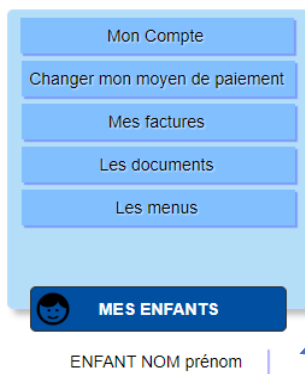 Mon Compte
Changer mon moyen de paiement
Mes factures
Les documents
Les menus
MES ENFANTS
ENFANT NOM prénom